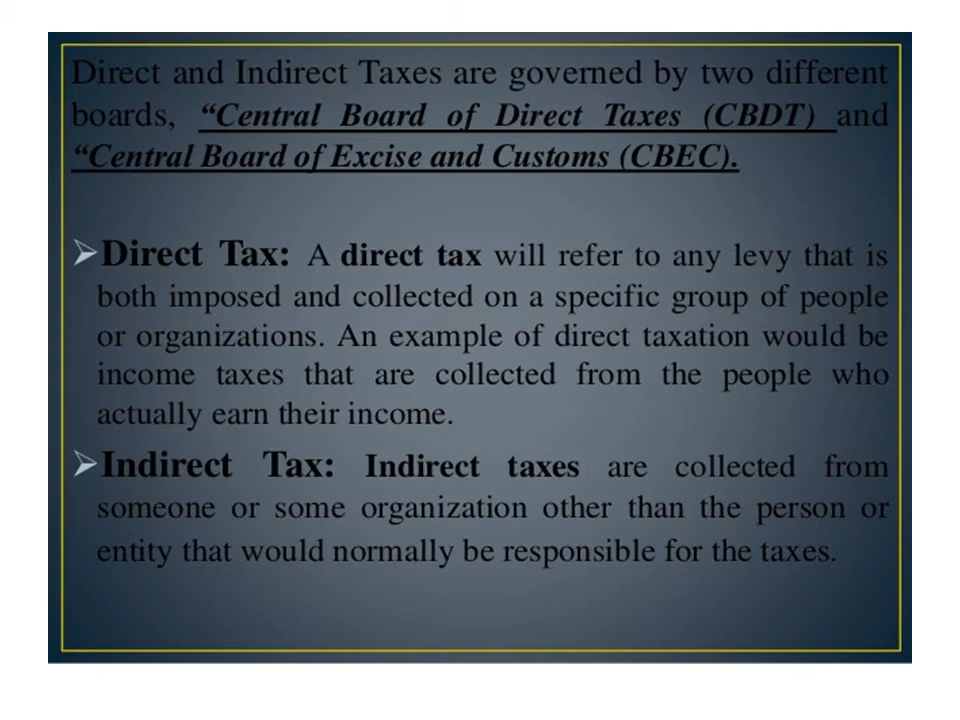 Direct and Indirect Taxes are governed by two different
boards, “Central Board of Direct Taxes (CBDT) and
“Central Board of Excise and Customs (CBEC).
➢Direct Tax: A direct tax will refer to any levy that is
both imposed and collected on a specific group of people
or organizations. An example of direct taxation would be
income taxes that are collected from the people who
actually earn their income.
➢Indirect Tax: Indirect taxes are collected from
someone or some organization other than the person or
entity that would normally be responsible for the taxes.